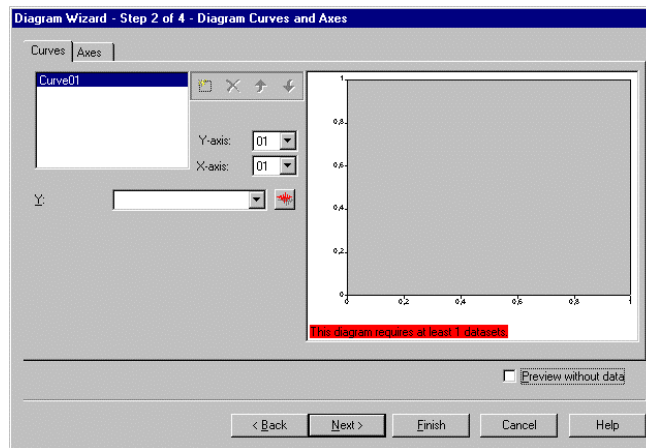 Diagram Wizard - Step 2 of 4 - Diagram Curves and Axes
Curves Axes
Curve01
Y-axis: 01
X-axis: 01
Y:
1
0,8
0,6
0,4
0,2
0
0 0,2 0,4 0,6 0,8 1
This diagram requires at least 1 datasets.
Preview without data
< Back Next > Finish Cancel Help